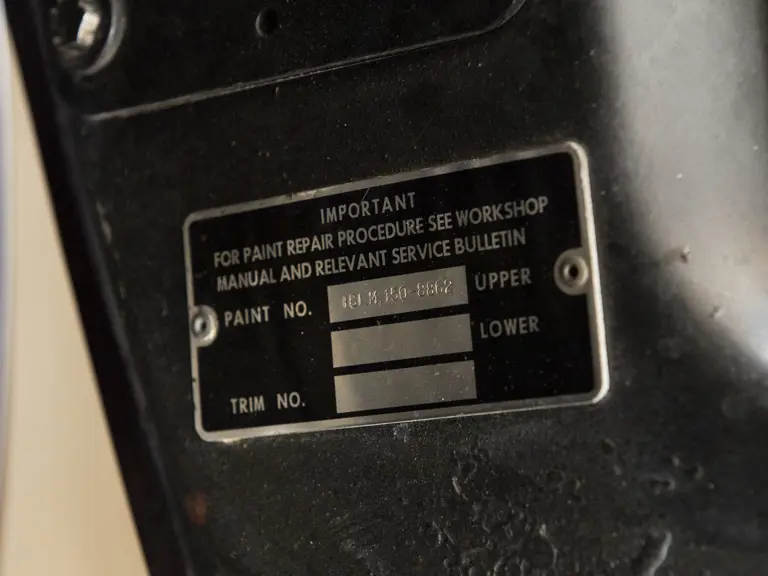 IMPORTANT
FOR PAINT REPAIR PROCEDURE SEE WORKSHOP
MANUAL AND RELEVANT SERVICE BULLETIN
PAINT NO. UPPER
LOWER
TRIM NO.